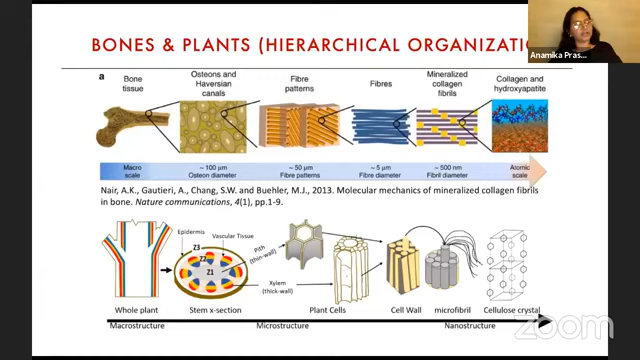 BONES & PLANTS (HIERARCHICAL ORGANIZATIO
Anamika Pras...
a
Bone tissue
Osteons and Haversian canals
Fibre patterns
Fibres
Mineralized collagen fibrils
Collagen and hydroxyapatite
Macro scale
~ 100 μm Osteon diameter
~ 50 μm Fibre patterns
~ 5 μm Fibre diameter
~ 500 nm Fibril diameter
Atomic scale
Nair, A.K., Gautieri, A., Chang, S.W. and Buehler, M.J., 2013. Molecular mechanics of mineralized collagen fibrils
in bone. Nature communications, 4(1), pp.1-9.
Epidermis
Vascular Tissue
Z3
Z2
Z1
Pith (thin-wall)
Xylem (thick-wall)
Whole plant
Stem x-section
Plant Cells
Cell Wall
microfibril
Cellulose crystal
Macrostructure
Microstructure
Nanostructure
zoom